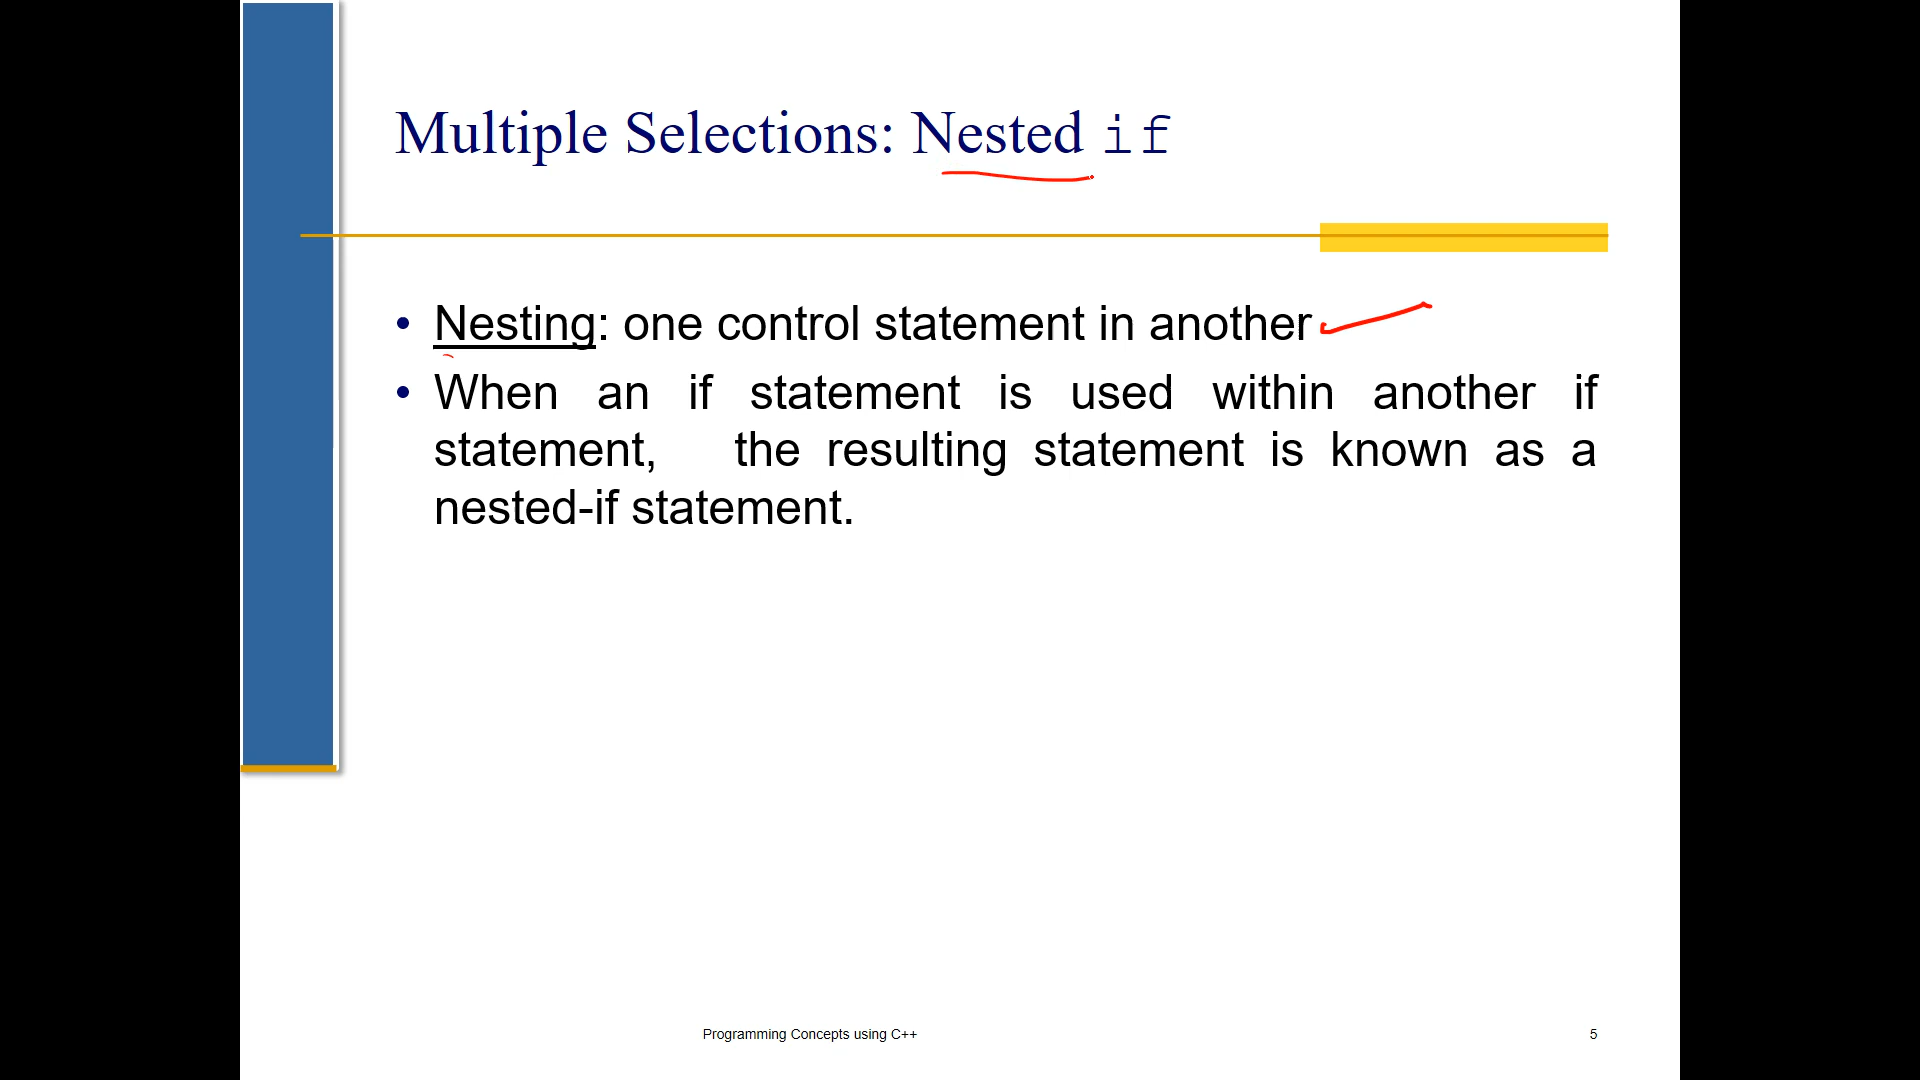 Multiple Selections: Nested if
• Nesting: one control statement in another
• When an if statement is used within another if
statement, the resulting statement is known as a
nested-if statement.
Programming Concepts using C++
5